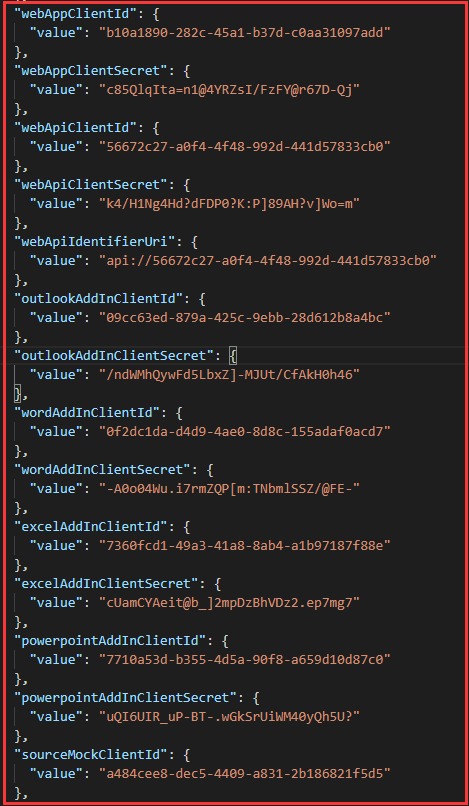 "webAppClientId": {
"value": "b10a1890-282c-45a1-b37d-c0aa31097add"
},
"webAppClientSecret": {
"value": "c85QlqIta=n1@4YRZsI/FzFY@r67D-Qj"
},
"webApiClientId": {
"value": "56672c27-a0f4-4f48-992d-441d57833cb0"
},
"webApiClientSecret": {
"value": "k4/H1Ng4Hd?dFDP0?K:P]89AH?v]Wo=m"
},
"webApiIdentifierUri": {
"value": "api://56672c27-a0f4-4f48-992d-441d57833cb0"
},
"outlookAddInClientId": {
"value": "09cc63ed-879a-425c-9ebb-28d612b8a4bc"
},
"outlookAddInClientSecret": {
"value": "/ndWMhQywFd5LbxZ]-MJUt/CfAkH0h46"
},
"wordAddInClientId": {
"value": "0f2dc1da-d4d9-4ae0-8d8c-155adaf0acd7"
},
"wordAddInClientSecret": {
"value": "-A0o04Wu.i7rmZQP[m:TNbmlSSZ/@FE-"
},
"excelAddInClientId": {
"value": "7360fcd1-49a3-41a8-8ab4-a1b97187f88e"
},
"excelAddInClientSecret": {
"value": "cUamCYAeit@b_]2mpDzBhVDz2.ep7mg7"
},
"powerpointAddInClientId": {
"value": "7710a53d-b355-4d5a-90f8-a659d10d87c0"
},
"powerpointAddInClientSecret": {
"value": "uQI6UIR_uP-BT-.wGkSrUiWM40yQh5U?"
},
"sourceMockClientId": {
"value": "a484cee8-dec5-4409-a831-2b186821f5d5"
},